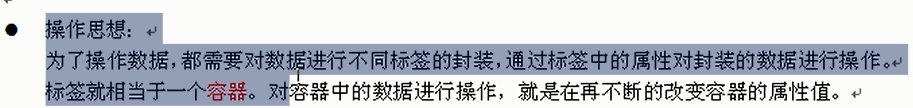 ● 操作思想：
为了操作数据，都需要对数据进行不同标签的封装，通过标签中的属性对封装的数据进行操作。
标签就相当于一个容器。对容器中的数据进行操作，就是在再不断的改变容器的属性值。